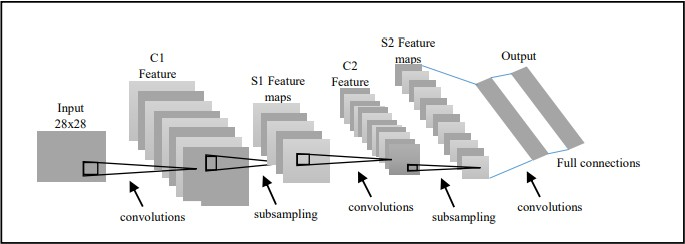 Input
28x28
C1
Feature
S1 Feature
maps
C2
Feature
S2 Feature
maps
Output
Full connections
convolutions
subsampling
convolutions
subsampling
convolutions